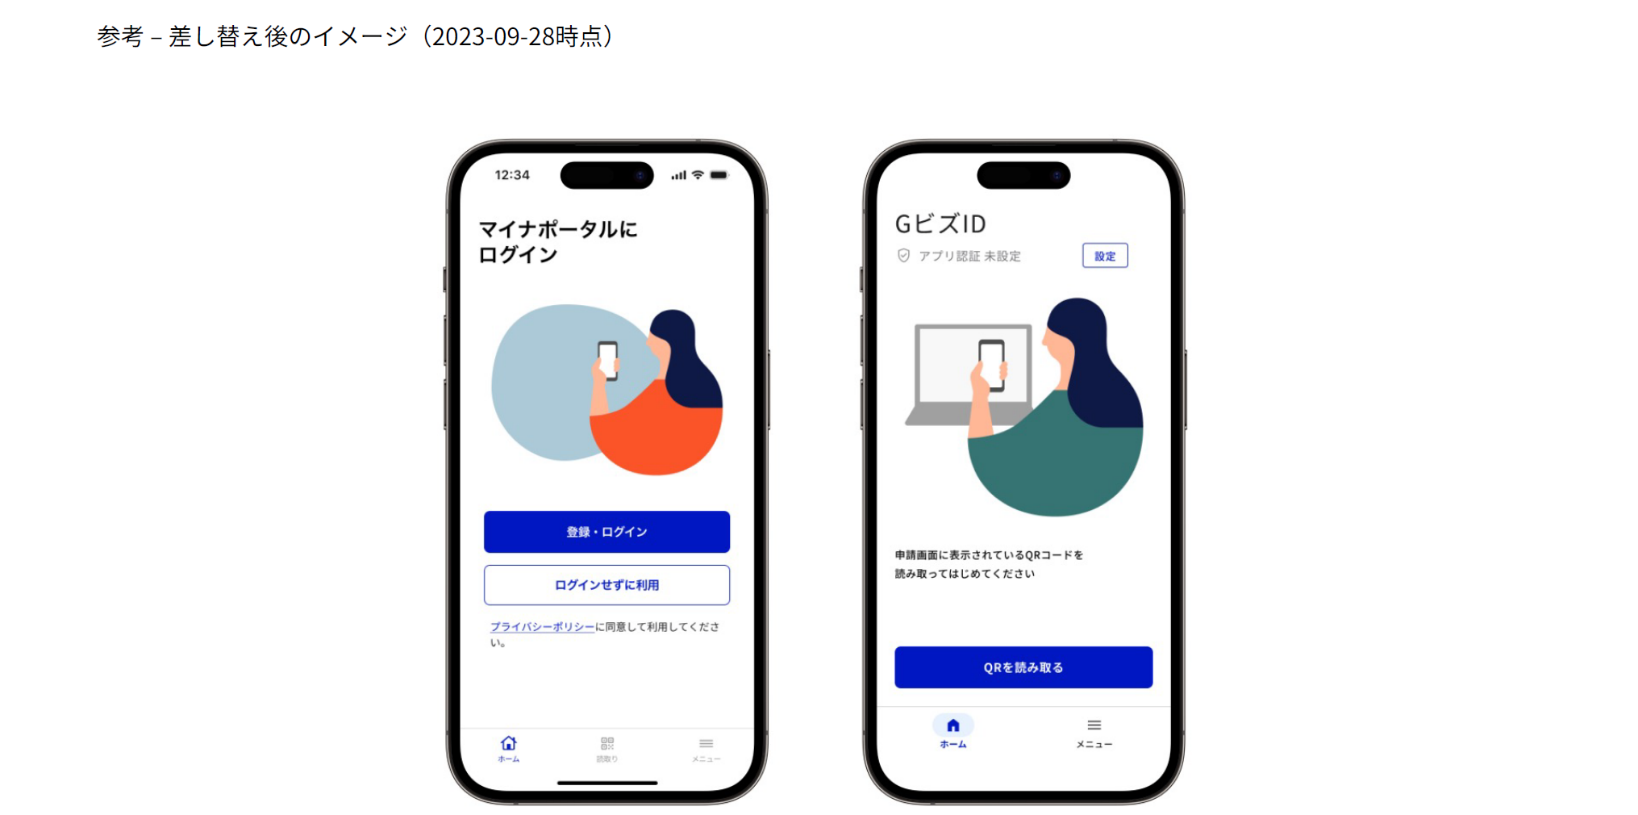 参考 – 差し替え後のイメージ（2023-09-28時点）
12:34
マイナポータルに
ログイン
登録・ログイン
ログインせずに利用
プライバシーポリシーに同意して利用してくださ
い。
ホーム
読取り
メニュー
GビズID
アプリ認証 未設定
設定
申請画面に表示されているQRコードを
読み取ってはじめてください
QRを読み取る
ホーム
メニュー